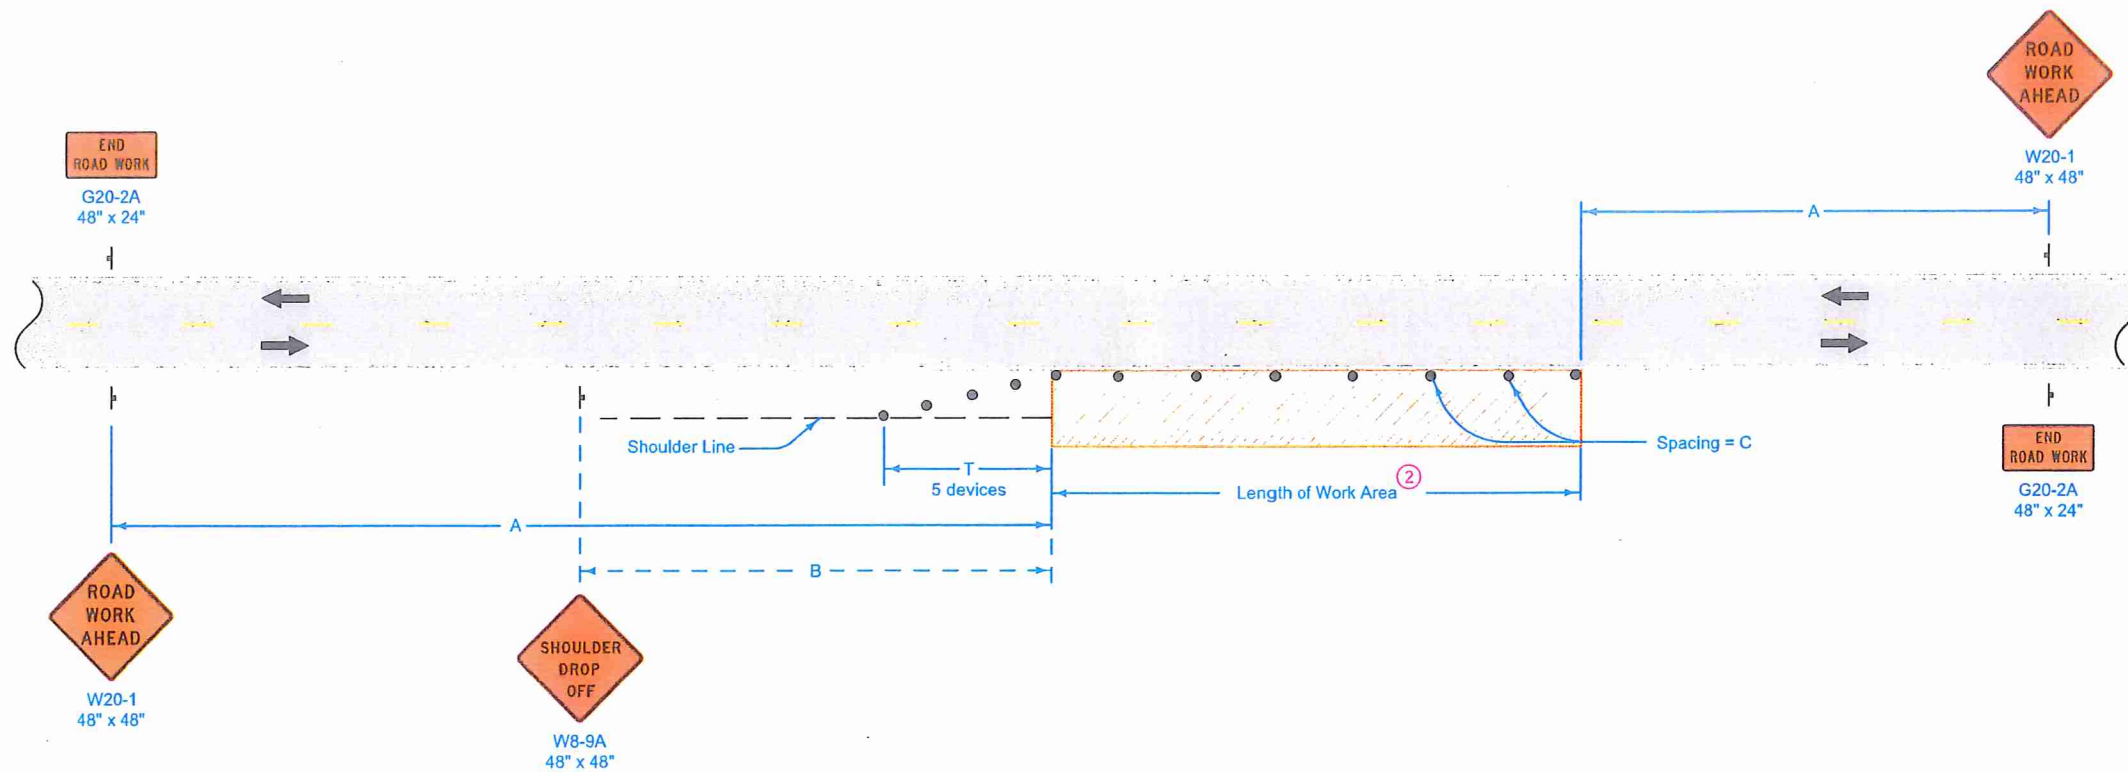 ROAD
WORK
AHEAD
W20-1
48" x 48"
END
ROAD WORK
G20-2A
48" x 24"
A
Shoulder Line
T
5 devices
Spacing = C
Length of Work Area
2
END
ROAD WORK
G20-2A
48" x 24"
A
B
ROAD
WORK
AHEAD
W20-1
48" x 48"
SHOULDER
DROP
OFF
W8-9A
48" x 48"